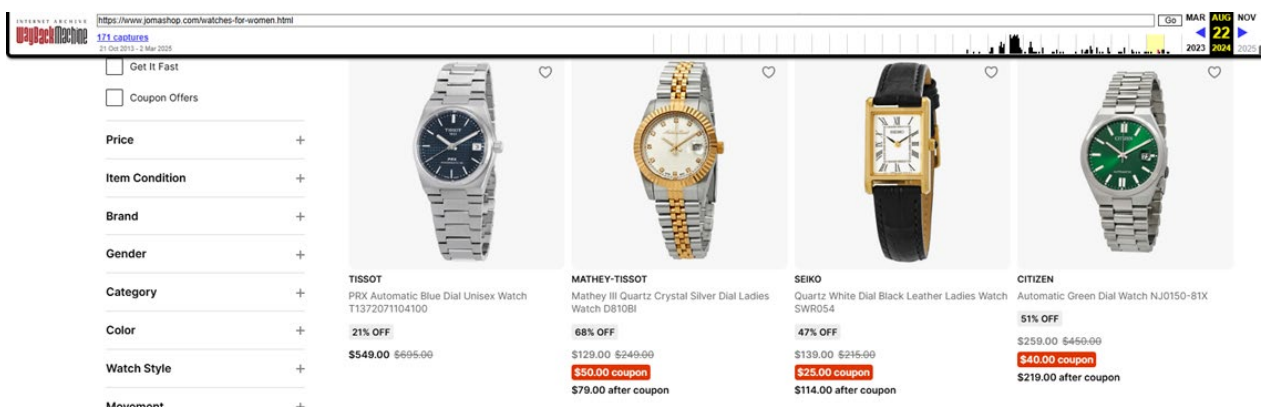 INTERNET ARCHIVE
WayBackMachine
https://www.jomashop.com/watches-for-women.html
Go
MAR AUG NOV
171 captures
22
21 Oct 2013 - 2 Mar 2025
2023 2024 2025
Get It Fast
Coupon Offers
Price +
Item Condition +
Brand +
Gender +
Category +
Color +
Watch Style +
Movement +
TISSOT
PRX Automatic Blue Dial Unisex Watch
T1372071104100
21% OFF
$549.00 $695.00
MATHEY-TISSOT
Mathey III Quartz Crystal Silver Dial Ladies
Watch D810BI
68% OFF
$129.00 $249.00
$50.00 coupon
$79.00 after coupon
SEIKO
Quartz White Dial Black Leather Ladies Watch
SWR054
47% OFF
$139.00 $215.00
$25.00 coupon
$114.00 after coupon
CITIZEN
Automatic Green Dial Watch NJ0150-81X
51% OFF
$259.00 $450.00
$40.00 coupon
$219.00 after coupon